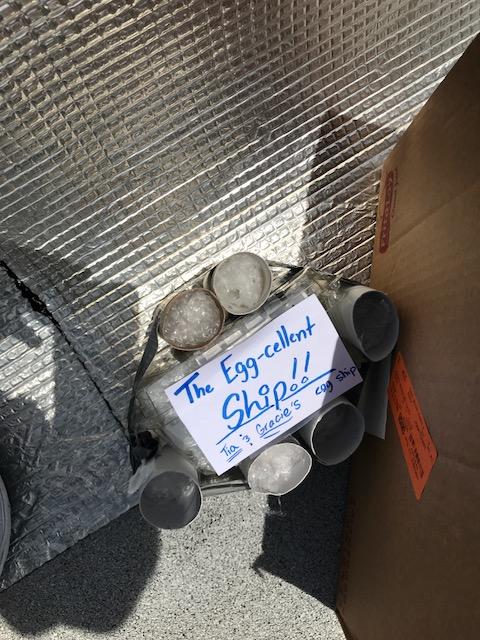 The Egg-cellent
Ship!!
Tia & Gracie's egg ship